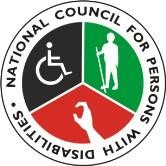 NATIONAL COUNCIL FOR PERSONS WITH DISABILITIES •